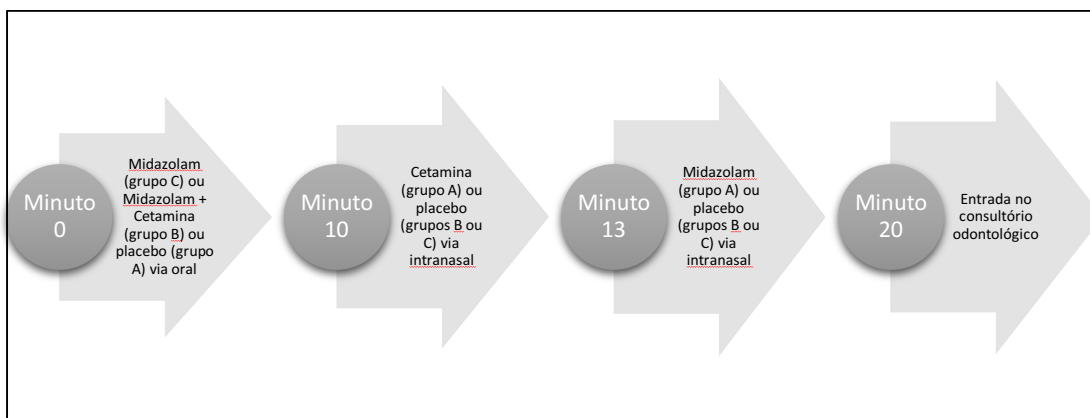 Minuto
0
Midazolam
(grupo C) ou
Midazolam +
Cetamina
(grupo B) ou
placebo (grupo
A) via oral
Minuto
10
Cetamina
(grupo A) ou
placebo
(grupos B ou
C) via
intranasal
Minuto
13
Midazolam
(grupo A) ou
placebo
(grupos B ou
C) via
intranasal
Minuto
20
Entrada no
consultório
odontológico